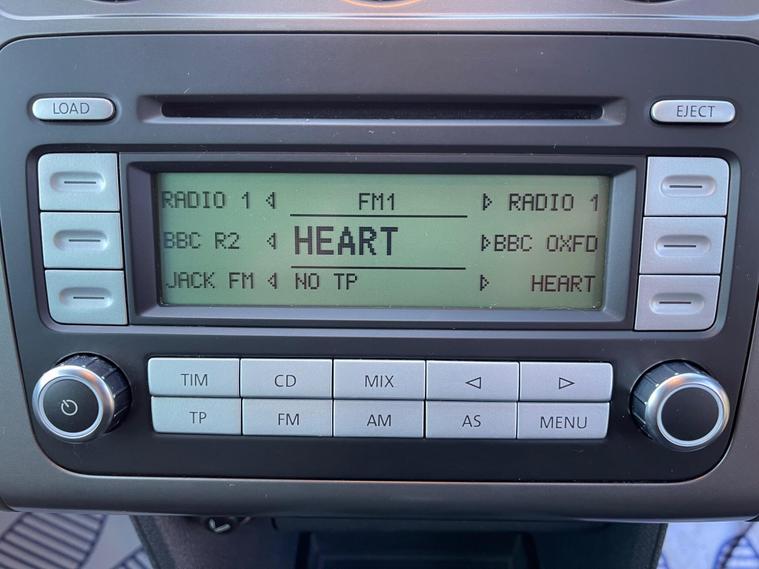 LOAD EJECT
RADIO 1 FM1 RADIO 1
BBC R2 HEART BBC OXFD
JACK FM NO TP HEART
TIM CD MIX
TP FM AM AS MENU